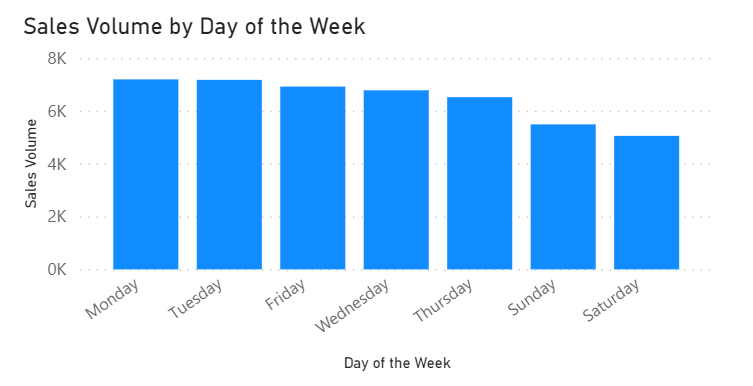 Sales Volume by Day of the Week
8K
6K
4K
2K
0K
Sales Volume
Monday
Tuesday
Friday
Wednesday
Thursday
Sunday
Saturday
Day of the Week